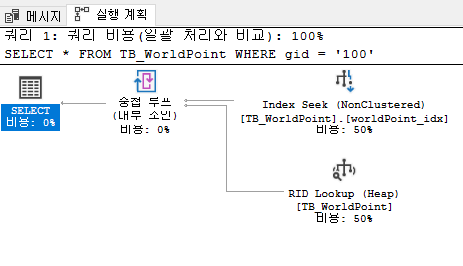 메시지 실행 계획
쿼리 1: 쿼리 비용(일괄 처리와 비교): 100%
SELECT * FROM TB_WorldPoint WHERE gid = '100'
SELECT
비용: 0%
중첩 루프
(내부 조인)
비용: 0%
Index Seek (NonClustered)
[TB_WorldPoint].[worldPoint_idx]
비용: 50%
RID Lookup (Heap)
[TB_WorldPoint]
비용: 50%